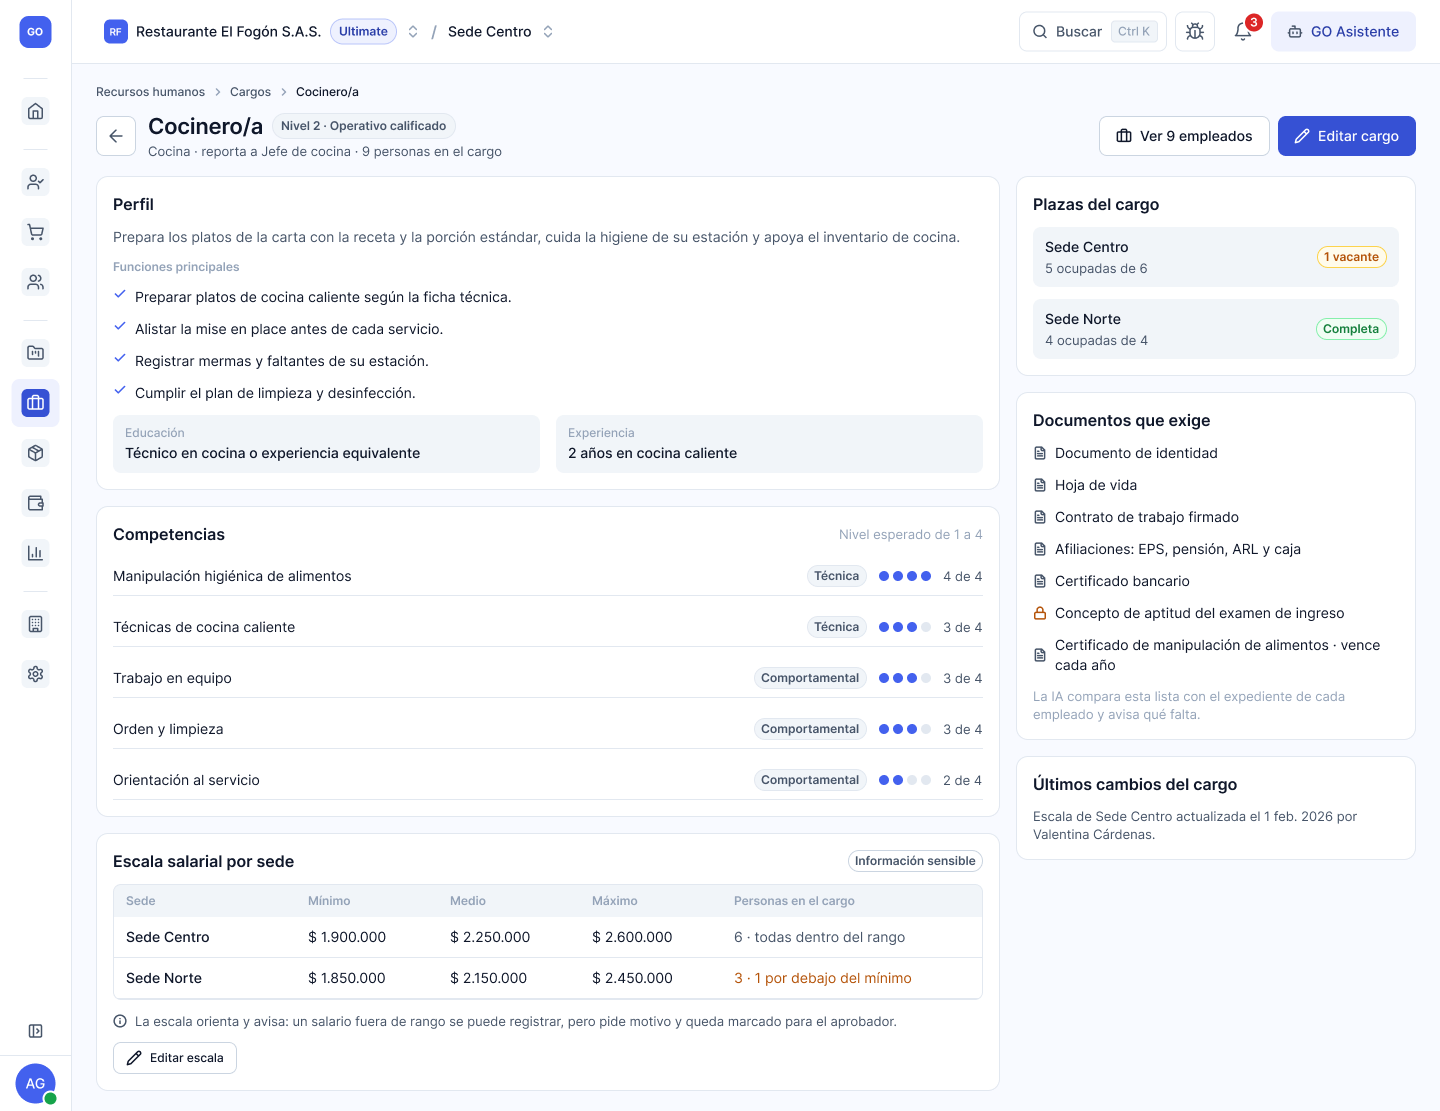 GO
RF
Restaurante El Fogón S.A.S.
Ultimate
/
Sede Centro
Buscar
Ctrl K
3
GO Asistente
Recursos humanos
Cargos
Cocinero/a
Cocinero/a
Nivel 2 · Operativo calificado
Cocina · reporta a Jefe de cocina · 9 personas en el cargo
Ver 9 empleados
Editar cargo
Perfil
Prepara los platos de la carta con la receta y la porción estándar, cuida la higiene de su estación y apoya el inventario de cocina.
Funciones principales
Preparar platos de cocina caliente según la ficha técnica.
Alistar la mise en place antes de cada servicio.
Registrar mermas y faltantes de su estación.
Cumplir el plan de limpieza y desinfección.
Educación
Técnico en cocina o experiencia equivalente
Experiencia
2 años en cocina caliente
Competencias
Nivel esperado de 1 a 4
Manipulación higiénica de alimentos
Técnica
4 de 4
Técnicas de cocina caliente
Técnica
3 de 4
Trabajo en equipo
Comportamental
3 de 4
Orden y limpieza
Comportamental
3 de 4
Orientación al servicio
Comportamental
2 de 4
Escala salarial por sede
Información sensible
Sede Mínimo Medio Máximo Personas en el cargo
Sede Centro $ 1.900.000 $ 2.250.000 $ 2.600.000 6 · todas dentro del rango
Sede Norte $ 1.850.000 $ 2.150.000 $ 2.450.000 3 · 1 por debajo del mínimo
La escala orienta y avisa: un salario fuera de rango se puede registrar, pero pide motivo y queda marcado para el aprobador.
Editar escala
Plazas del cargo
Sede Centro
5 ocupadas de 6
1 vacante
Sede Norte
4 ocupadas de 4
Completa
Documentos que exige
Documento de identidad
Hoja de vida
Contrato de trabajo firmado
Afiliaciones: EPS, pensión, ARL y caja
Certificado bancario
Concepto de aptitud del examen de ingreso
Certificado de manipulación de alimentos · vence
cada año
La IA compara esta lista con el expediente de cada
empleado y avisa qué falta.
Últimos cambios del cargo
Escala de Sede Centro actualizada el 1 feb. 2026 por
Valentina Cárdenas.
AG